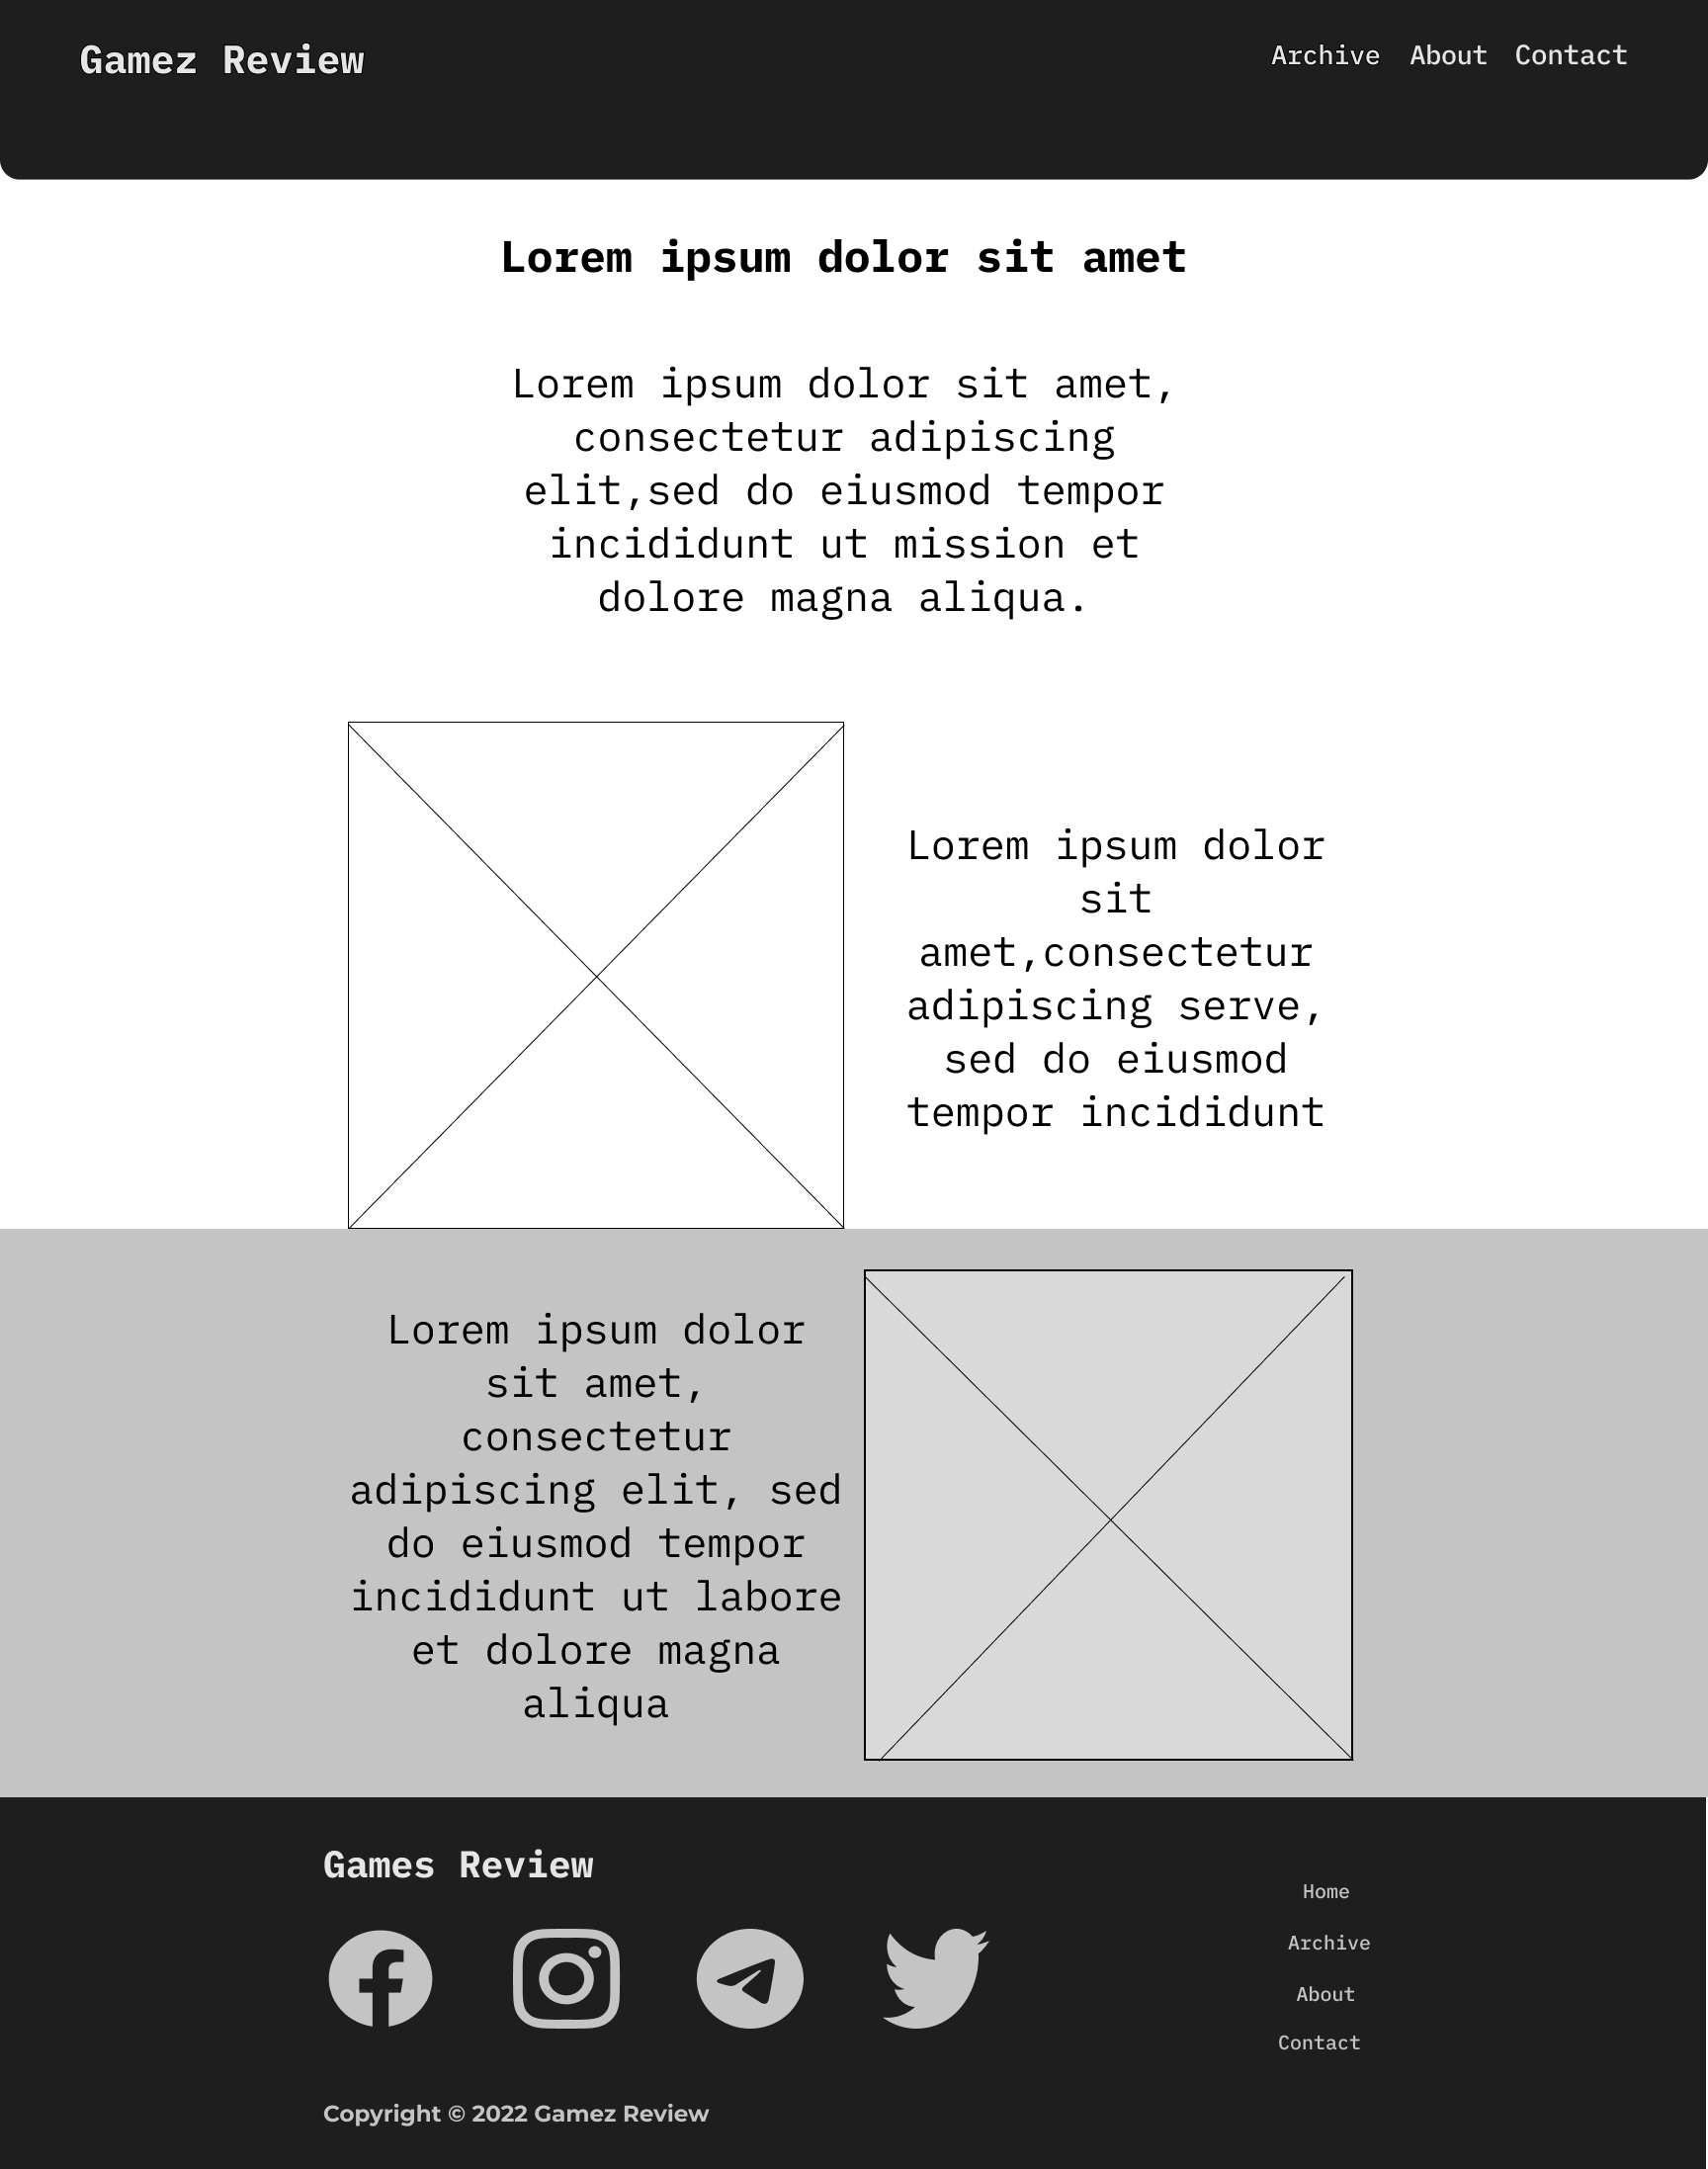 Gamez Review
Archive About Contact
Lorem ipsum dolor sit amet
Lorem ipsum dolor sit amet,
consectetur adipiscing
elit,sed do eiusmod tempor
incididunt ut mission et
dolore magna aliqua.
Lorem ipsum dolor
sit
amet,consectetur
adipiscing serve,
sed do eiusmod
tempor incididunt
Lorem ipsum dolor
sit amet,
consectetur
adipiscing elit, sed
do eiusmod tempor
incididunt ut labore
et dolore magna
aliqua
Games Review
Home
Archive
About
Contact
Copyright © 2022 Gamez Review